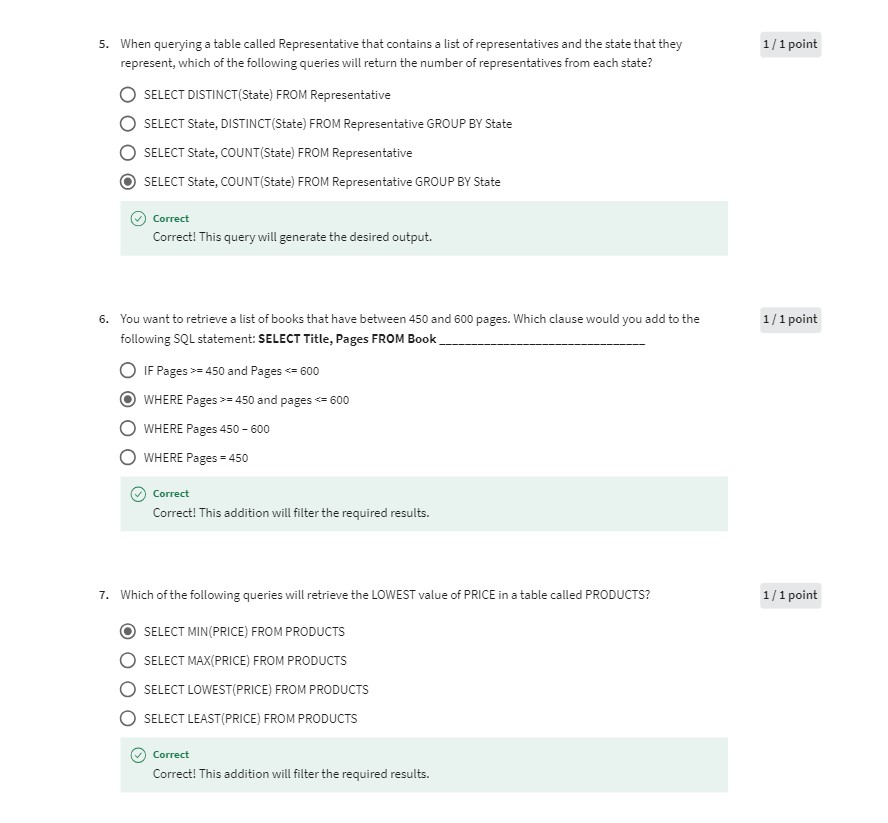 5. When querying a table called Representative that contains a list of representatives and the state that they
1 / 1 point
represent, which of the following queries will return the number of representatives from each state?
SELECT DISTINCT(State) FROM Representative
SELECT State, DISTINCT(State) FROM Representative GROUP BY State
SELECT State, COUNT(State) FROM Representative
SELECT State, COUNT(State) FROM Representative GROUP BY State
Correct
Correct! This query will generate the desired output.
6. You want to retrieve a list of books that have between 450 and 600 pages. Which clause would you add to the
1 / 1 point
following SQL statement: SELECT Title, Pages FROM Book ________________________________
IF Pages >= 450 and Pages <= 600
WHERE Pages >= 450 and pages <= 600
WHERE Pages 450 – 600
WHERE Pages = 450
Correct
Correct! This addition will filter the required results.
7. Which of the following queries will retrieve the LOWEST value of PRICE in a table called PRODUCTS?
1 / 1 point
SELECT MIN(PRICE) FROM PRODUCTS
SELECT MAX(PRICE) FROM PRODUCTS
SELECT LOWEST(PRICE) FROM PRODUCTS
SELECT LEAST(PRICE) FROM PRODUCTS
Correct
Correct! This addition will filter the required results.